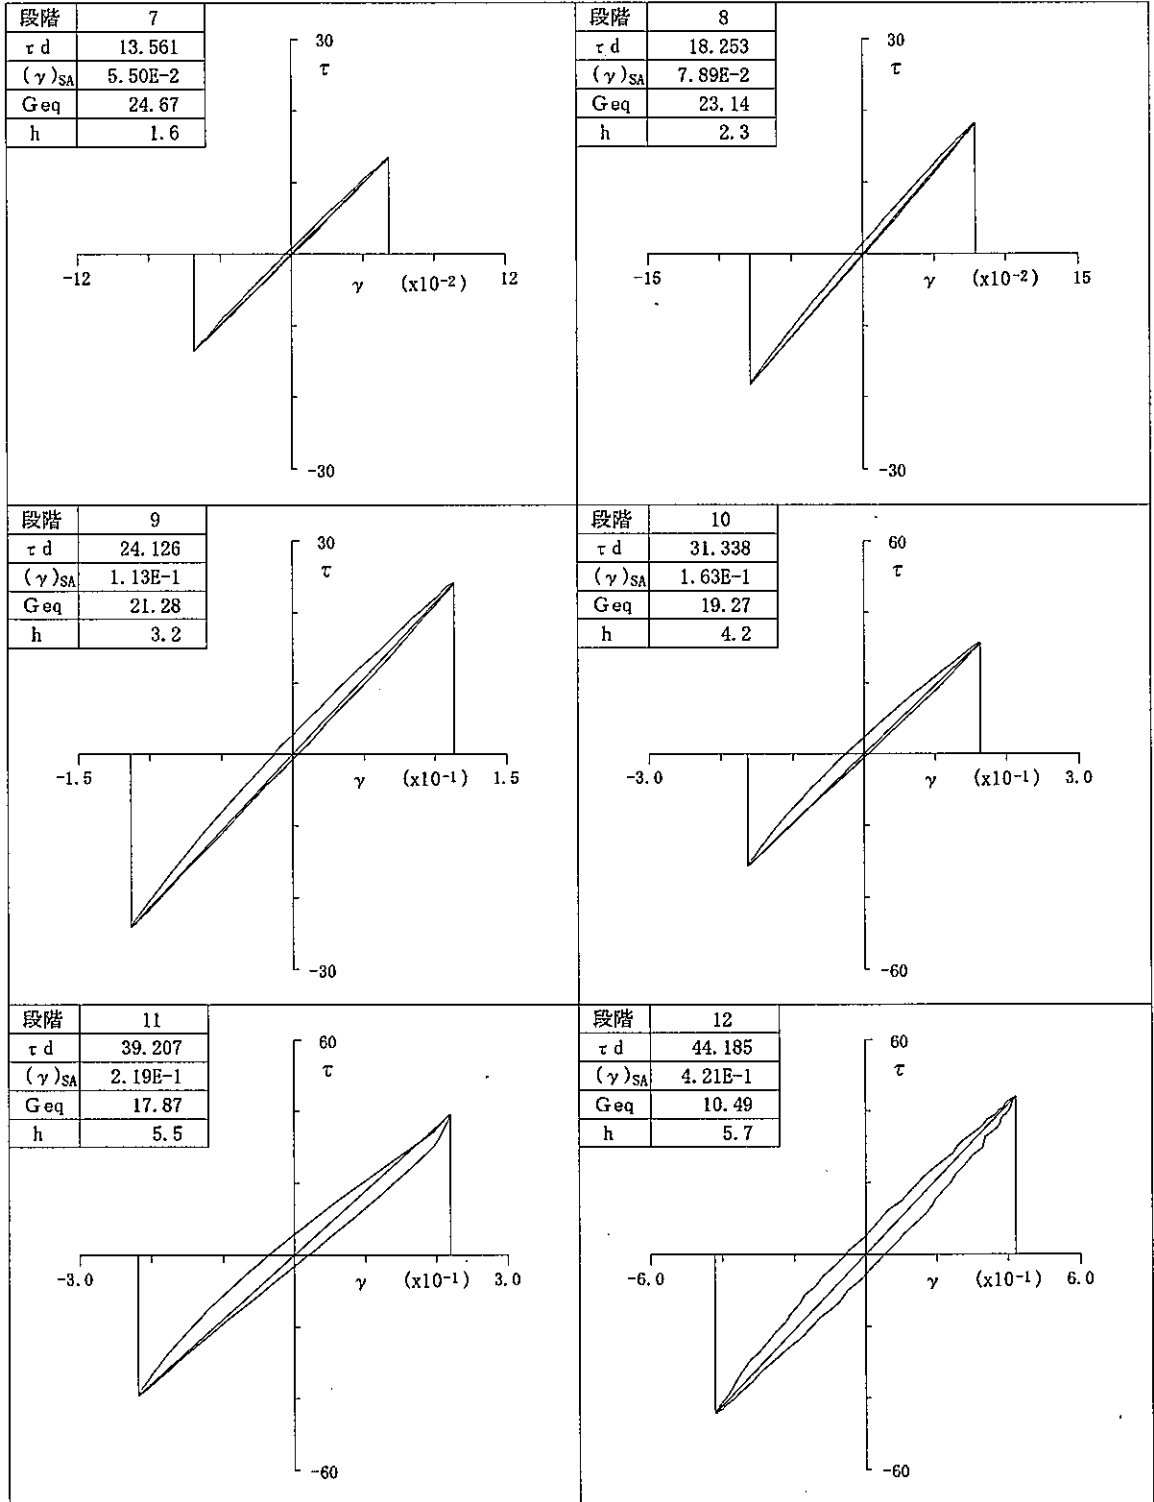 段階 7
τd 13.561
(γ)SA 5.50E-2
Geq 24.67
h 1.6
30
τ
-12 γ (x10-2) 12
-30
段階 8
τd 18.253
(γ)SA 7.89E-2
Geq 23.14
h 2.3
30
τ
-15 γ (x10-2) 15
-30
段階 9
τd 24.126
(γ)SA 1.13E-1
Geq 21.28
h 3.2
30
τ
-1.5 γ (x10-1) 1.5
-30
段階 10
τd 31.338
(γ)SA 1.63E-1
Geq 19.27
h 4.2
60
τ
-3.0 γ (x10-1) 3.0
-60
段階 11
τd 39.207
(γ)SA 2.19E-1
Geq 17.87
h 5.5
60
τ
-3.0 γ (x10-1) 3.0
-60
段階 12
τd 44.185
(γ)SA 4.21E-1
Geq 10.49
h 5.7
60
τ
-6.0 γ (x10-1) 6.0
-60